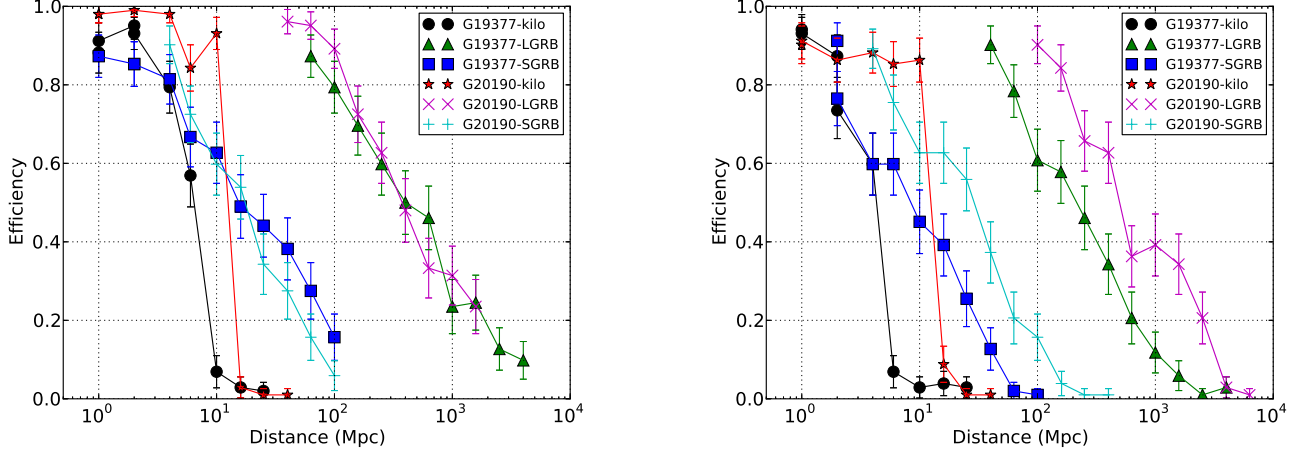 1.0
0.8
0.6
0.4
0.2
0.0
Efficiency
10^0
10^1
10^2
10^3
10^4
Distance (Mpc)
G19377-kilo
G19377-LGRB
G19377-SGRB
G20190-kilo
G20190-LGRB
G20190-SGRB
1.0
0.8
0.6
0.4
0.2
0.0
Efficiency
10^0
10^1
10^2
10^3
10^4
Distance (Mpc)
G19377-kilo
G19377-LGRB
G19377-SGRB
G20190-kilo
G20190-LGRB
G20190-SGRB